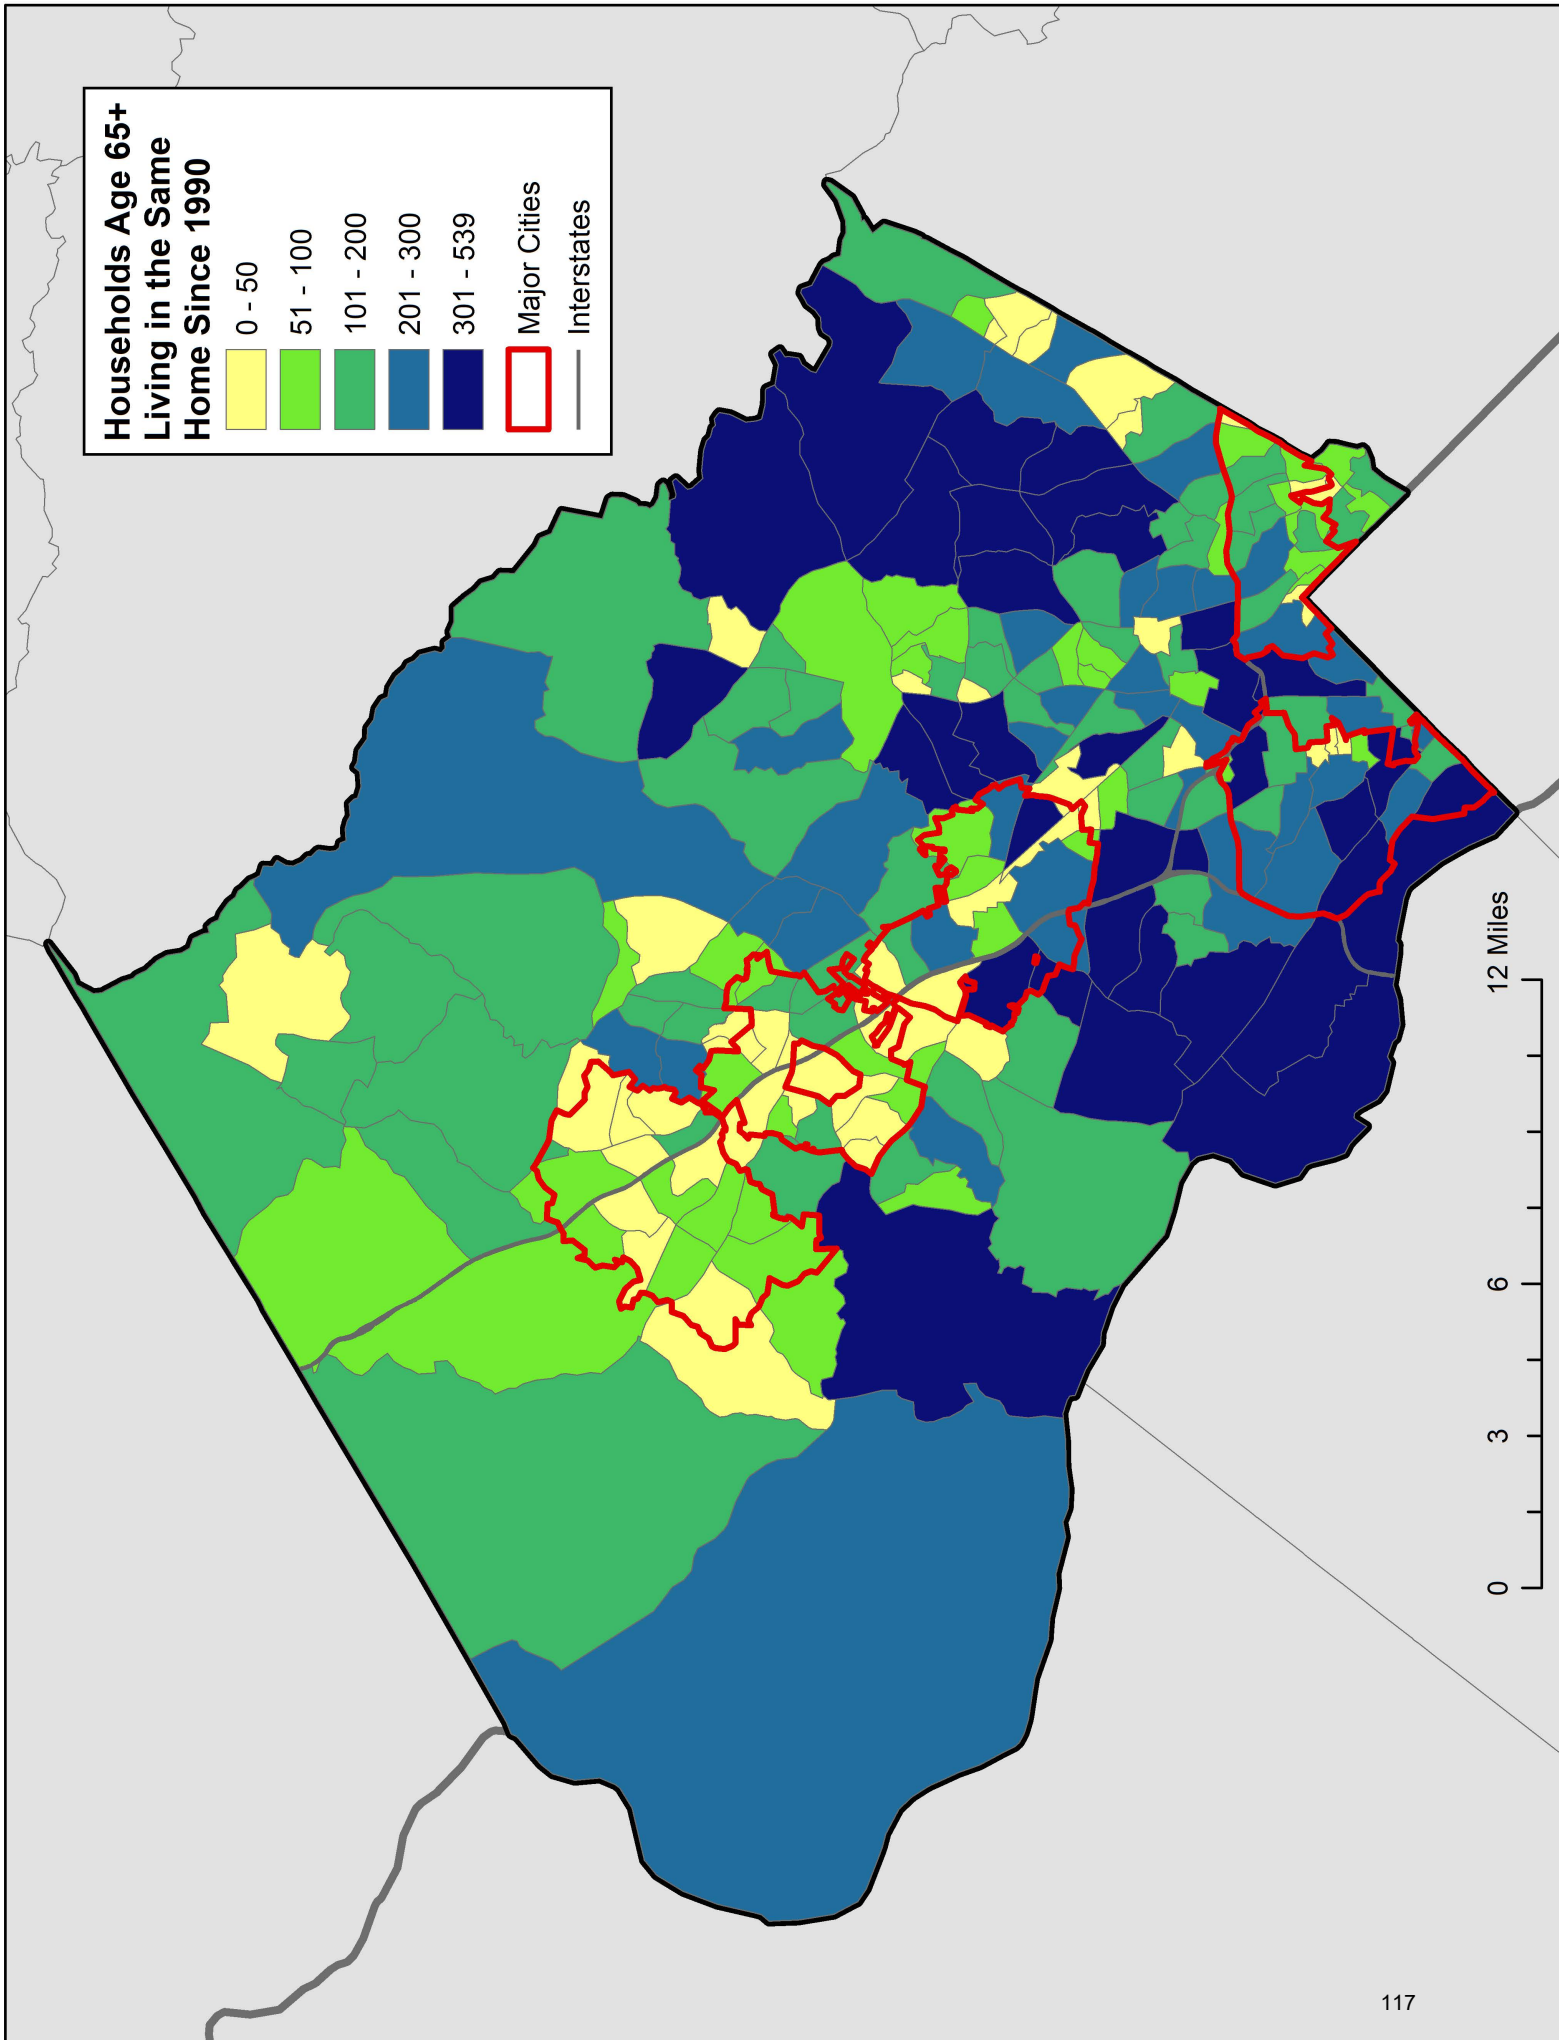 Households Age 65+
Living in the Same
Home Since 1990
0 - 50
51 - 100
101 - 200
201 - 300
301 - 539
Major Cities
Interstates
0 3 6 12 Miles
117